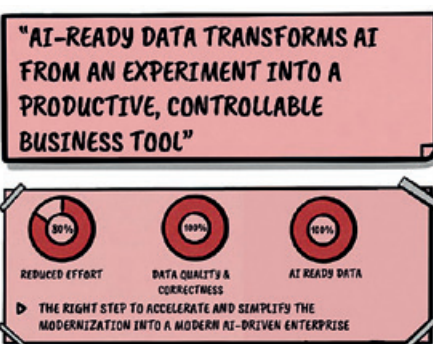 "AI-READY DATA TRANSFORMS AI
FROM AN EXPERIMENT INTO A
PRODUCTIVE, CONTROLLABLE
BUSINESS TOOL"
80%
100%
100%
REDUCED EFFORT
DATA QUALITY &
CORRECTNESS
AI READY DATA
THE RIGHT STEP TO ACCELERATE AND SIMPLIFY THE
MODERNIZATION INTO A MODERN AI-DRIVEN ENTERPRISE